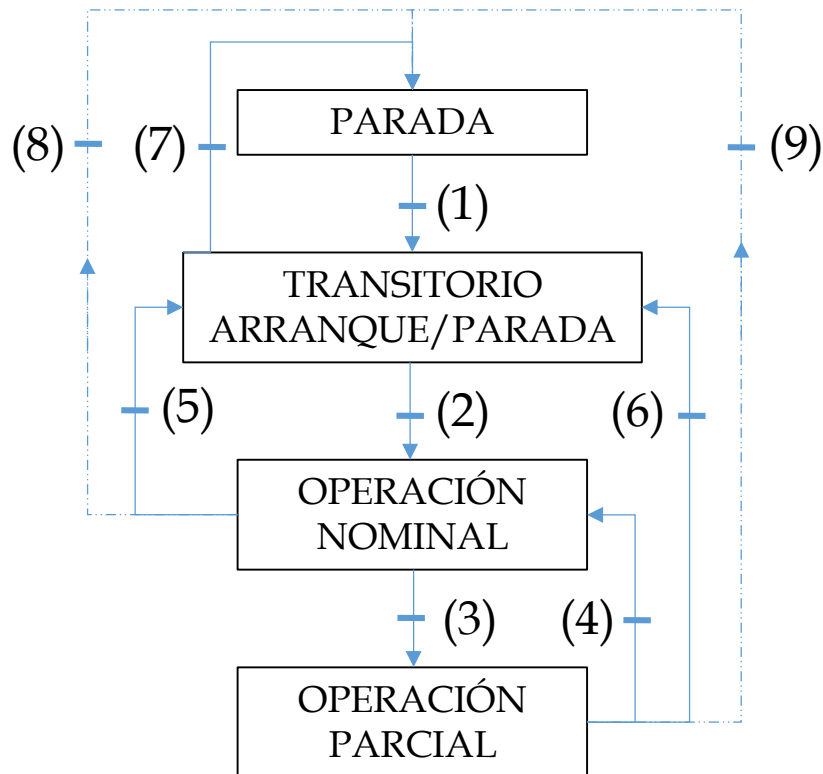 (8)
(7)
PARADA
(9)
(1)
TRANSITORIO
ARRANQUE/PARADA
(5)
(2)
(6)
OPERACIÓN
NOMINAL
(3)
(4)
OPERACIÓN
PARCIAL